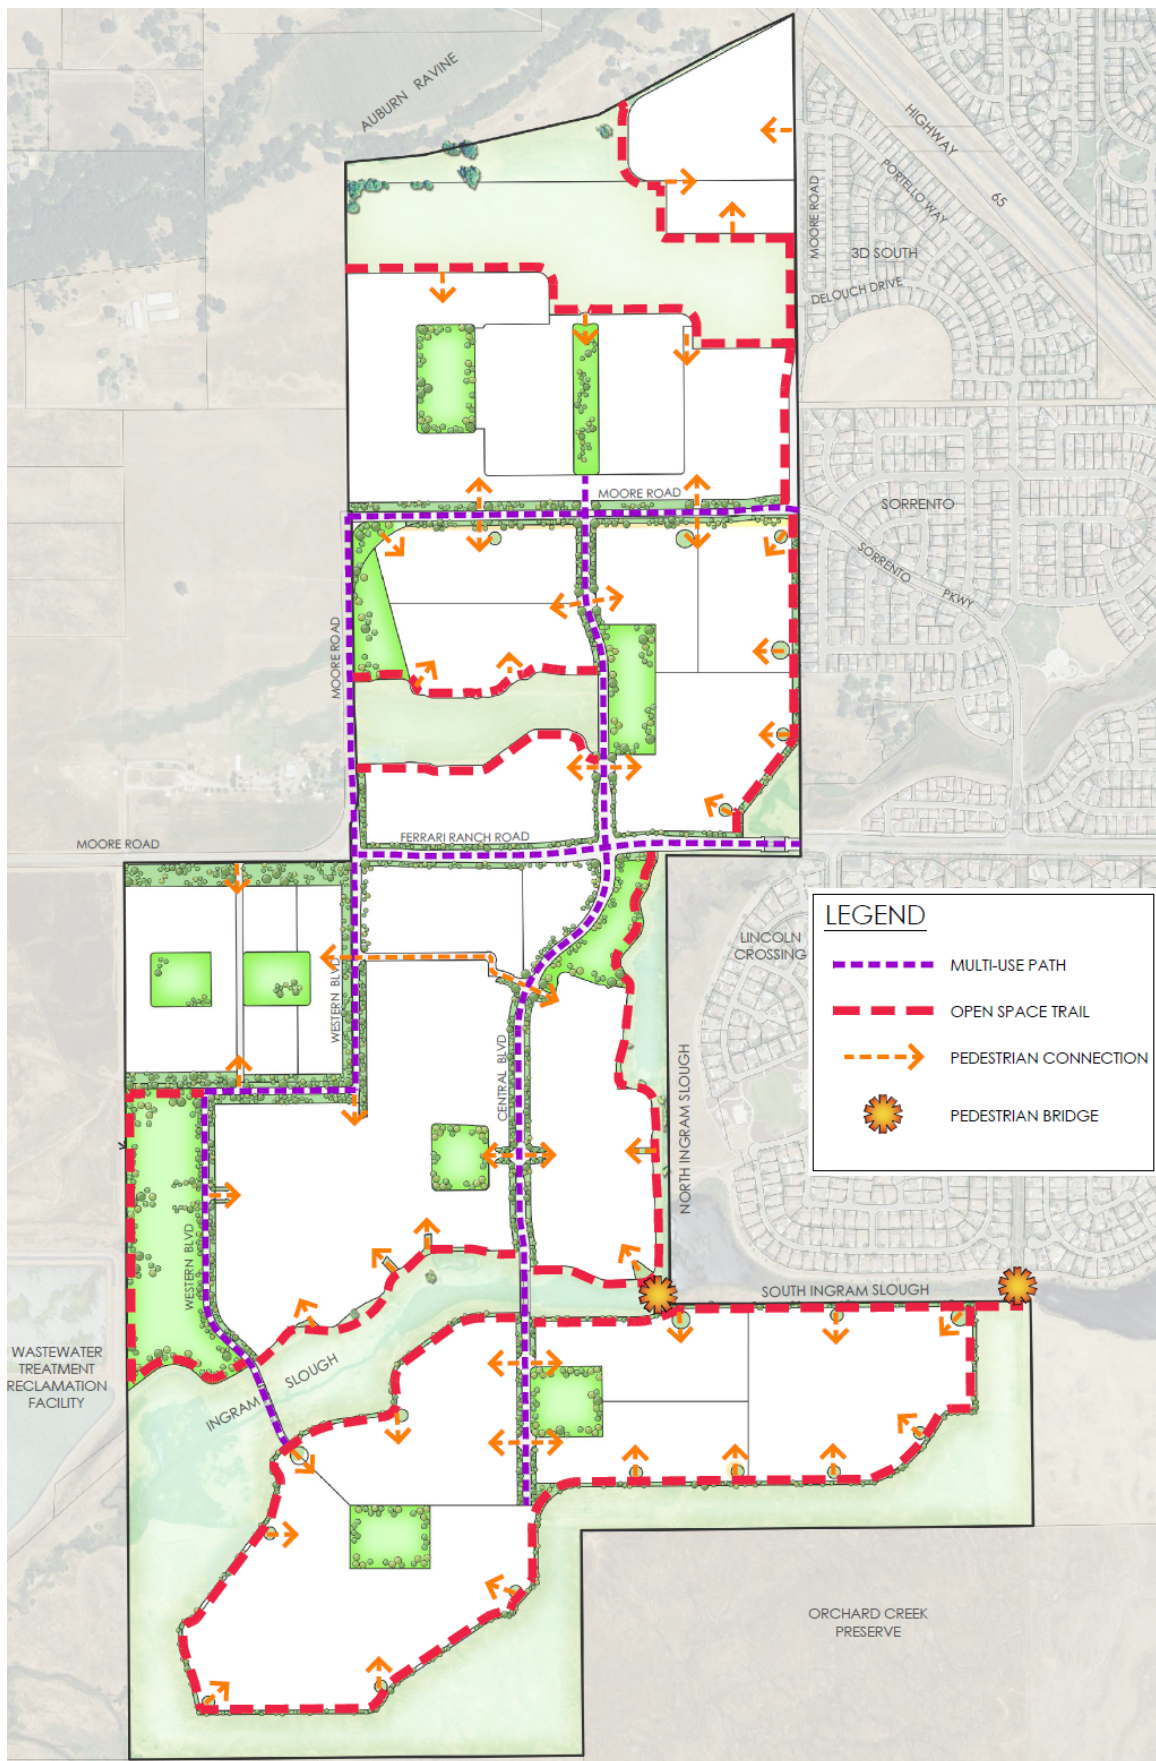 AUBURN RAVINE
HIGHWAY
65
PORTELLO WAY
MOORE ROAD
3D SOUTH
DELOUCH DRIVE
MOORE ROAD
SORRENTO
SORRENTO
PKWY
MOORE ROAD
MOORE ROAD
FERRARI RANCH ROAD
LEGEND
LINCOLN
CROSSING
MULTI-USE PATH
WESTERN BLVD
OPEN SPACE TRAIL
CENTRAL BLVD
PEDESTRIAN CONNECTION
NORTH INGRAM SLOUGH
PEDESTRIAN BRIDGE
WESTERN BLVD
SOUTH INGRAM SLOUGH
WASTEWATER
TREATMENT
RECLAMATION
FACILITY
INGRAM SLOUGH
ORCHARD CREEK
PRESERVE